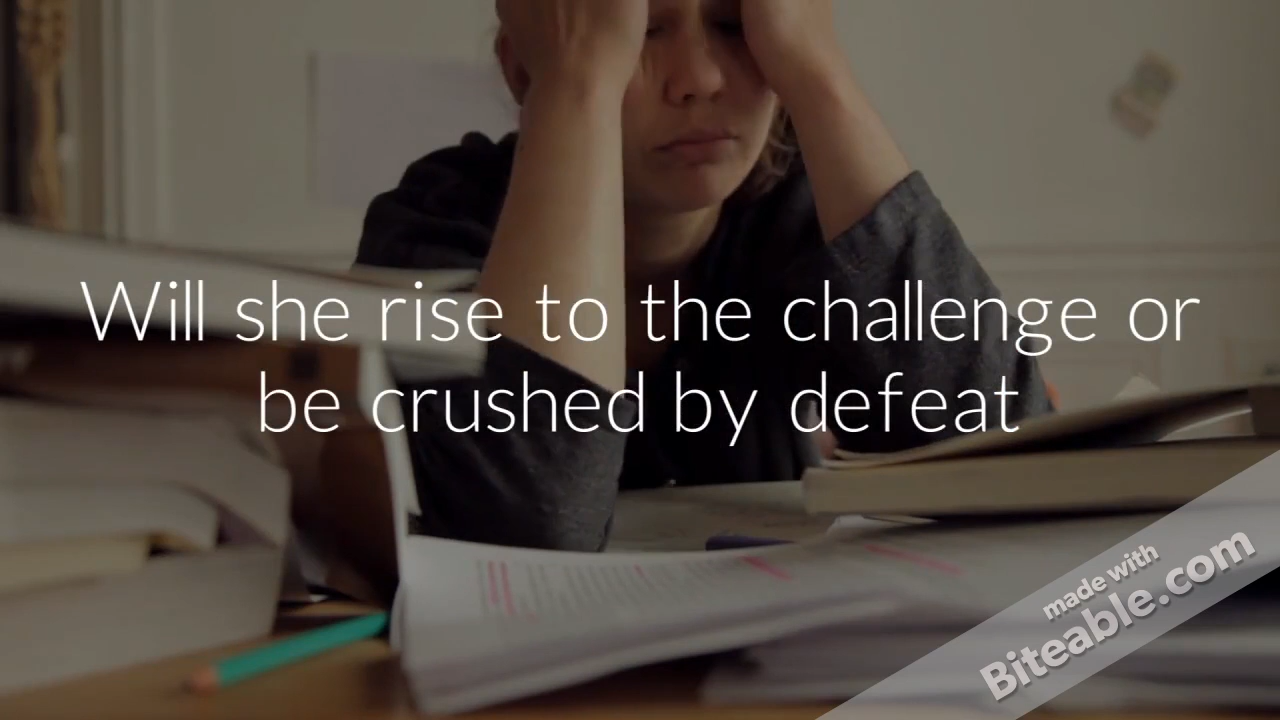 Will she rise to the challenge or
be crushed by defeat
made with
Biteable.com